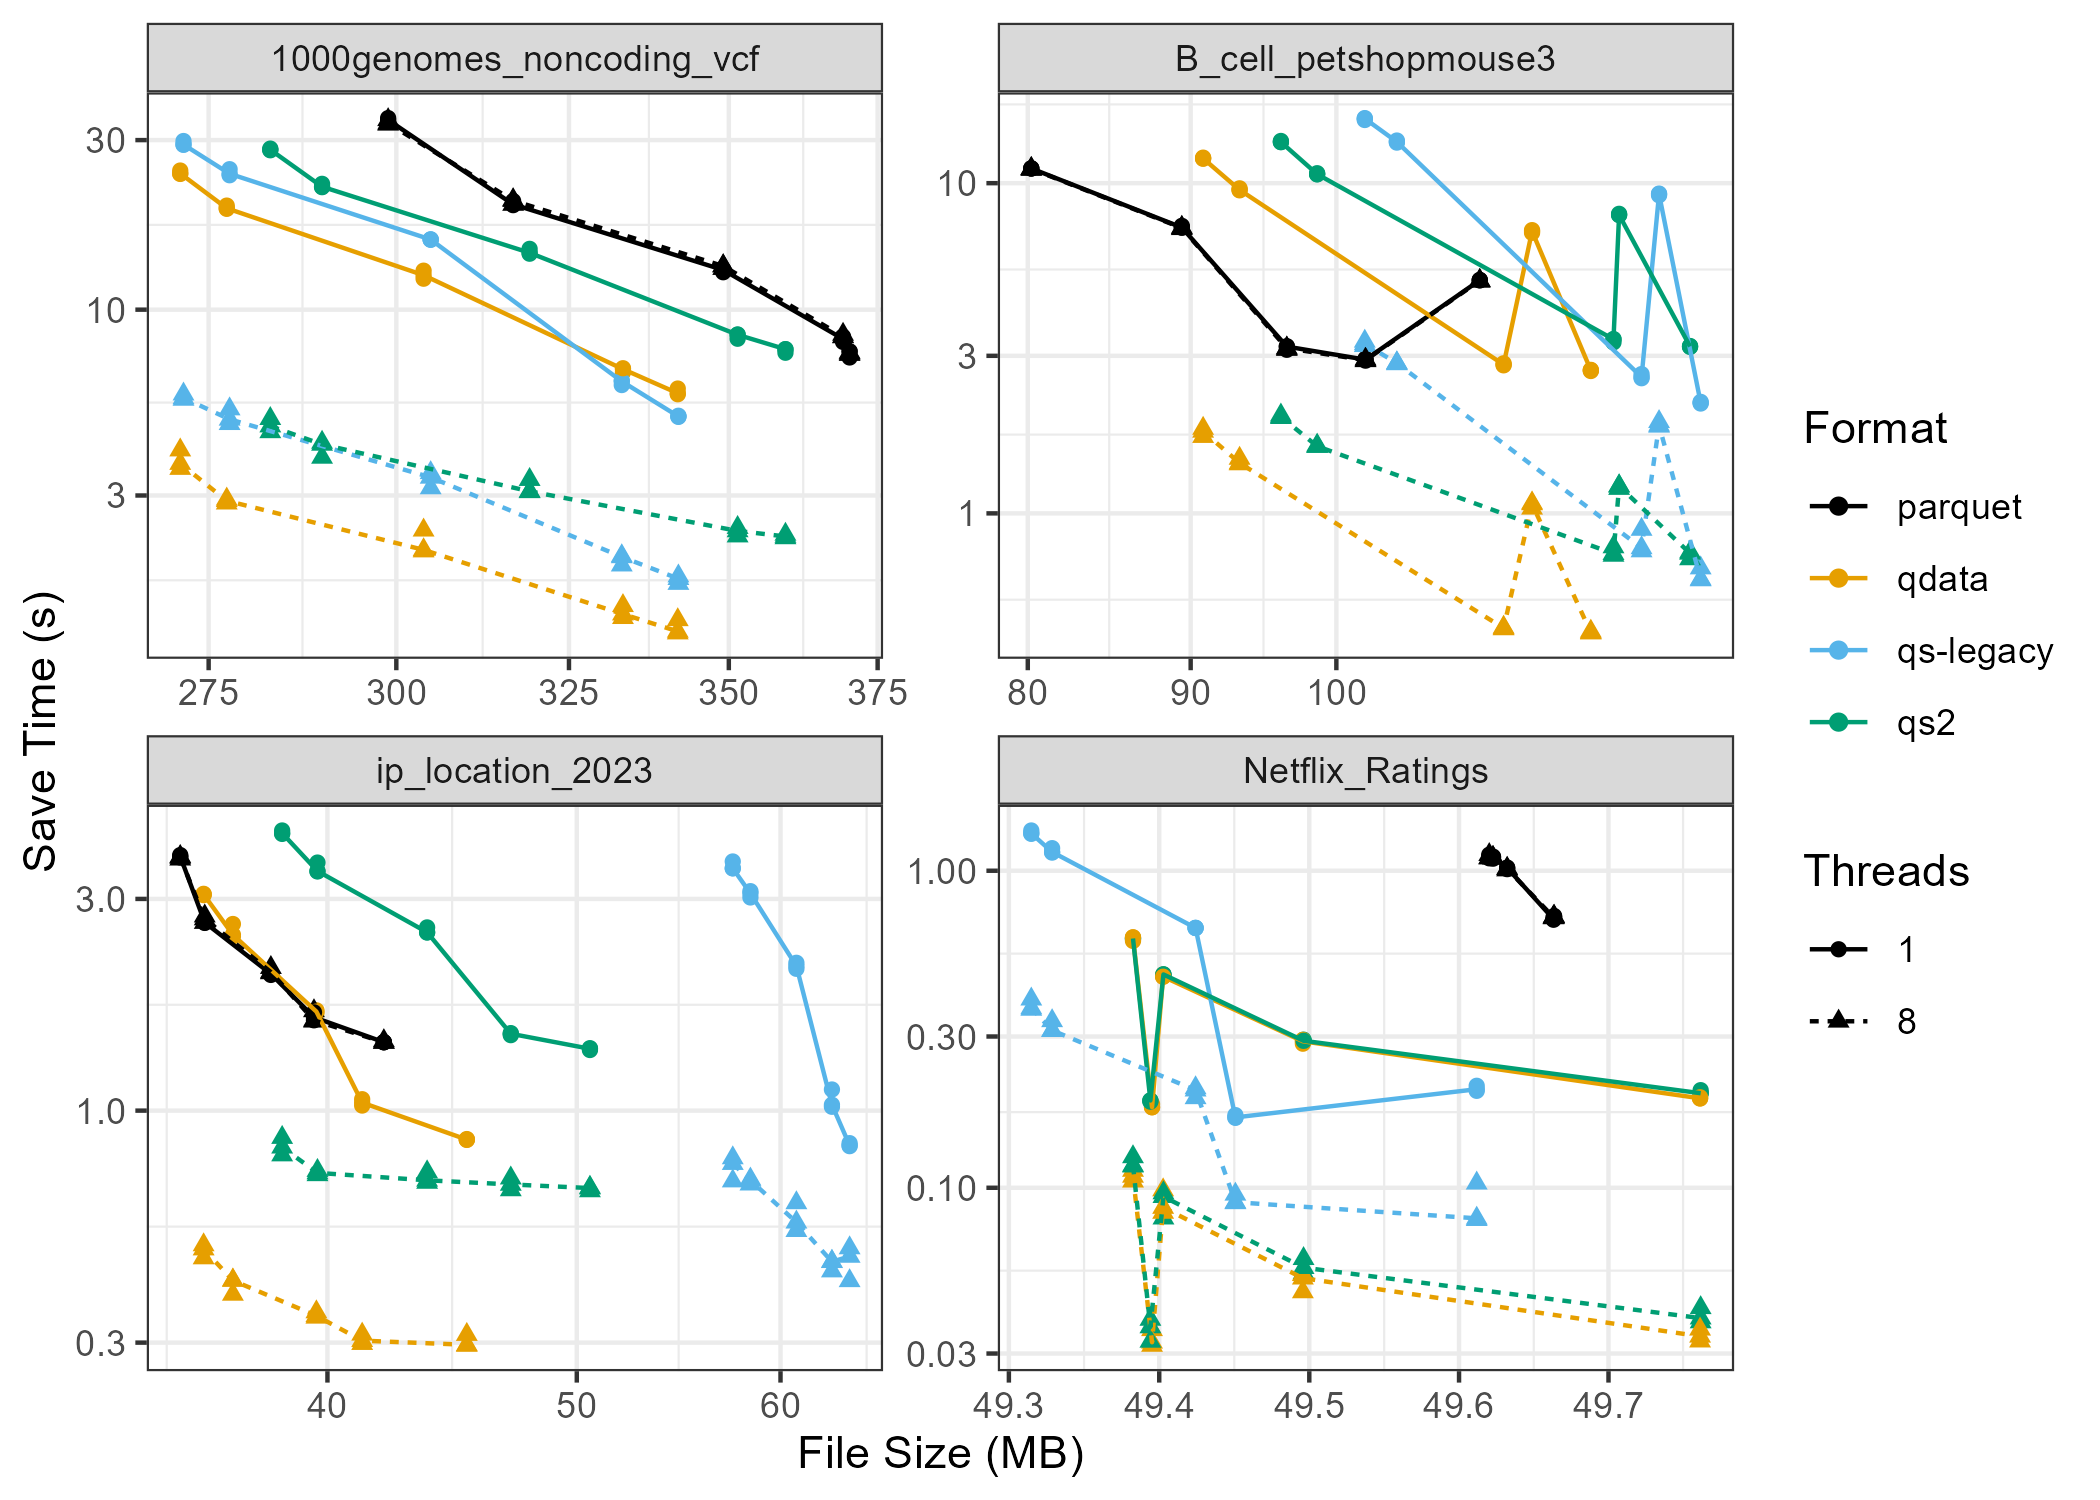 1000genomes_noncoding_vcf
B_cell_petshopmouse3
30
10
3
10
3
1
275 300 325 350 375
80 90 100
ip_location_2023
Netflix_Ratings
3.0
1.0
0.3
1.00
0.30
0.10
0.03
40 50 60
49.3 49.4 49.5 49.6 49.7
File Size (MB)
Save Time (s)
Format
parquet
qdata
qs-legacy
qs2
Threads
1
8